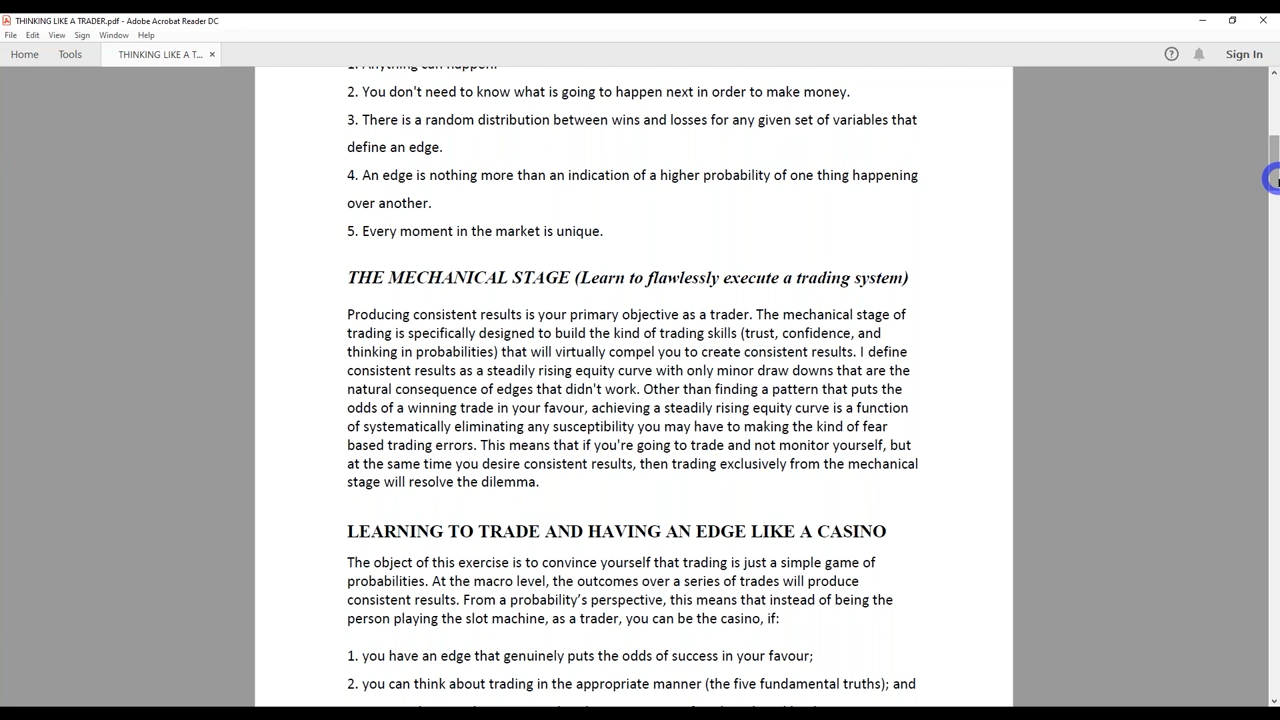 THINKING LIKE A TRADER.pdf - Adobe Acrobat Reader DC
File Edit View Sign Window Help
Home Tools THINKING LIKE A T... × Sign In
1. Anything can happen.
2. You don't need to know what is going to happen next in order to make money.
3. There is a random distribution between wins and losses for any given set of variables that
define an edge.
4. An edge is nothing more than an indication of a higher probability of one thing happening
over another.
5. Every moment in the market is unique.
THE MECHANICAL STAGE (Learn to flawlessly execute a trading system)
Producing consistent results is your primary objective as a trader. The mechanical stage of
trading is specifically designed to build the kind of trading skills (trust, confidence, and
thinking in probabilities) that will virtually compel you to create consistent results. I define
consistent results as a steadily rising equity curve with only minor draw downs that are the
natural consequence of edges that didn't work. Other than finding a pattern that puts the
odds of a winning trade in your favour, achieving a steadily rising equity curve is a function
of systematically eliminating any susceptibility you may have to making the kind of fear
based trading errors. This means that if you're going to trade and not monitor yourself, but
at the same time you desire consistent results, then trading exclusively from the mechanical
stage will resolve the dilemma.
LEARNING TO TRADE AND HAVING AN EDGE LIKE A CASINO
The object of this exercise is to convince yourself that trading is just a simple game of
probabilities. At the macro level, the outcomes over a series of trades will produce
consistent results. From a probability’s perspective, this means that instead of being the
person playing the slot machine, as a trader, you can be the casino, if:
1. you have an edge that genuinely puts the odds of success in your favour;
2. you can think about trading in the appropriate manner (the five fundamental truths); and